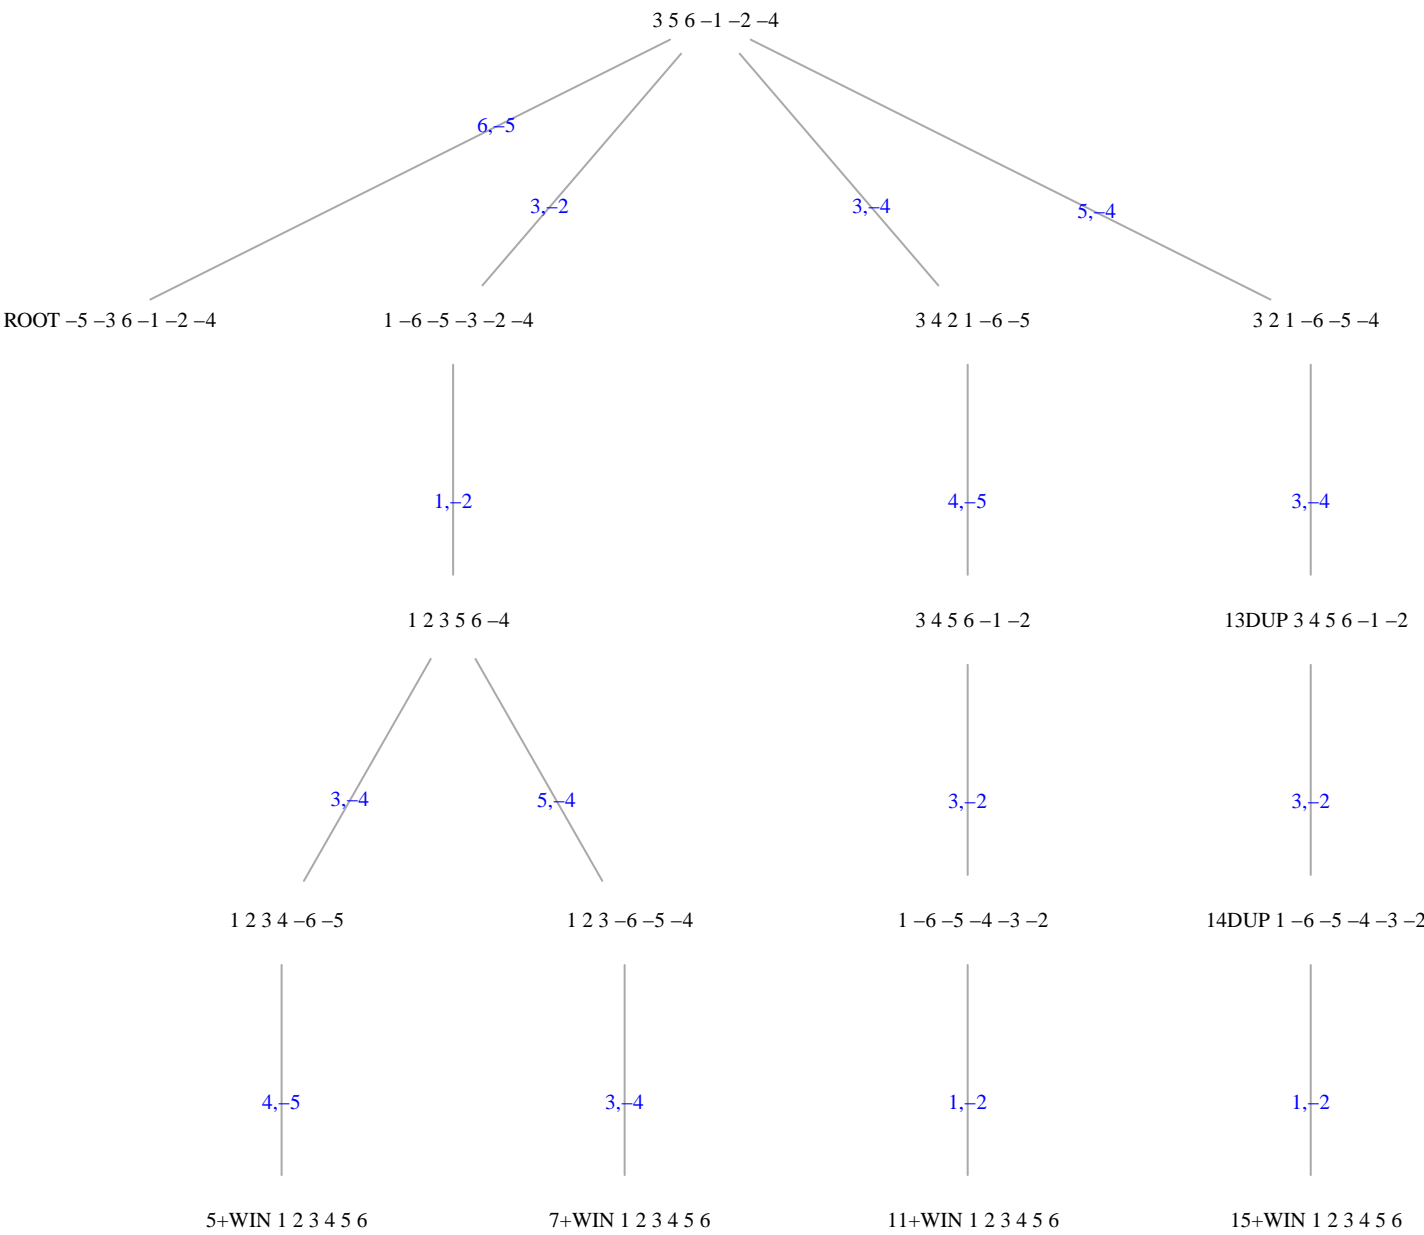 3 5 6 –1 –2 –4
6,–5
3,–2
3,–4
5,–4
ROOT –5 –3 6 –1 –2 –4
1 –6 –5 –3 –2 –4
3 4 2 1 –6 –5
3 2 1 –6 –5 –4
1,–2
4,–5
3,–4
1 2 3 5 6 –4
3 4 5 6 –1 –2
13DUP 3 4 5 6 –1 –2
3,–4
5,–4
3,–2
3,–2
1 2 3 4 –6 –5
1 2 3 –6 –5 –4
1 –6 –5 –4 –3 –2
14DUP 1 –6 –5 –4 –3 –2
4,–5
3,–4
1,–2
1,–2
5+WIN 1 2 3 4 5 6
7+WIN 1 2 3 4 5 6
11+WIN 1 2 3 4 5 6
15+WIN 1 2 3 4 5 6